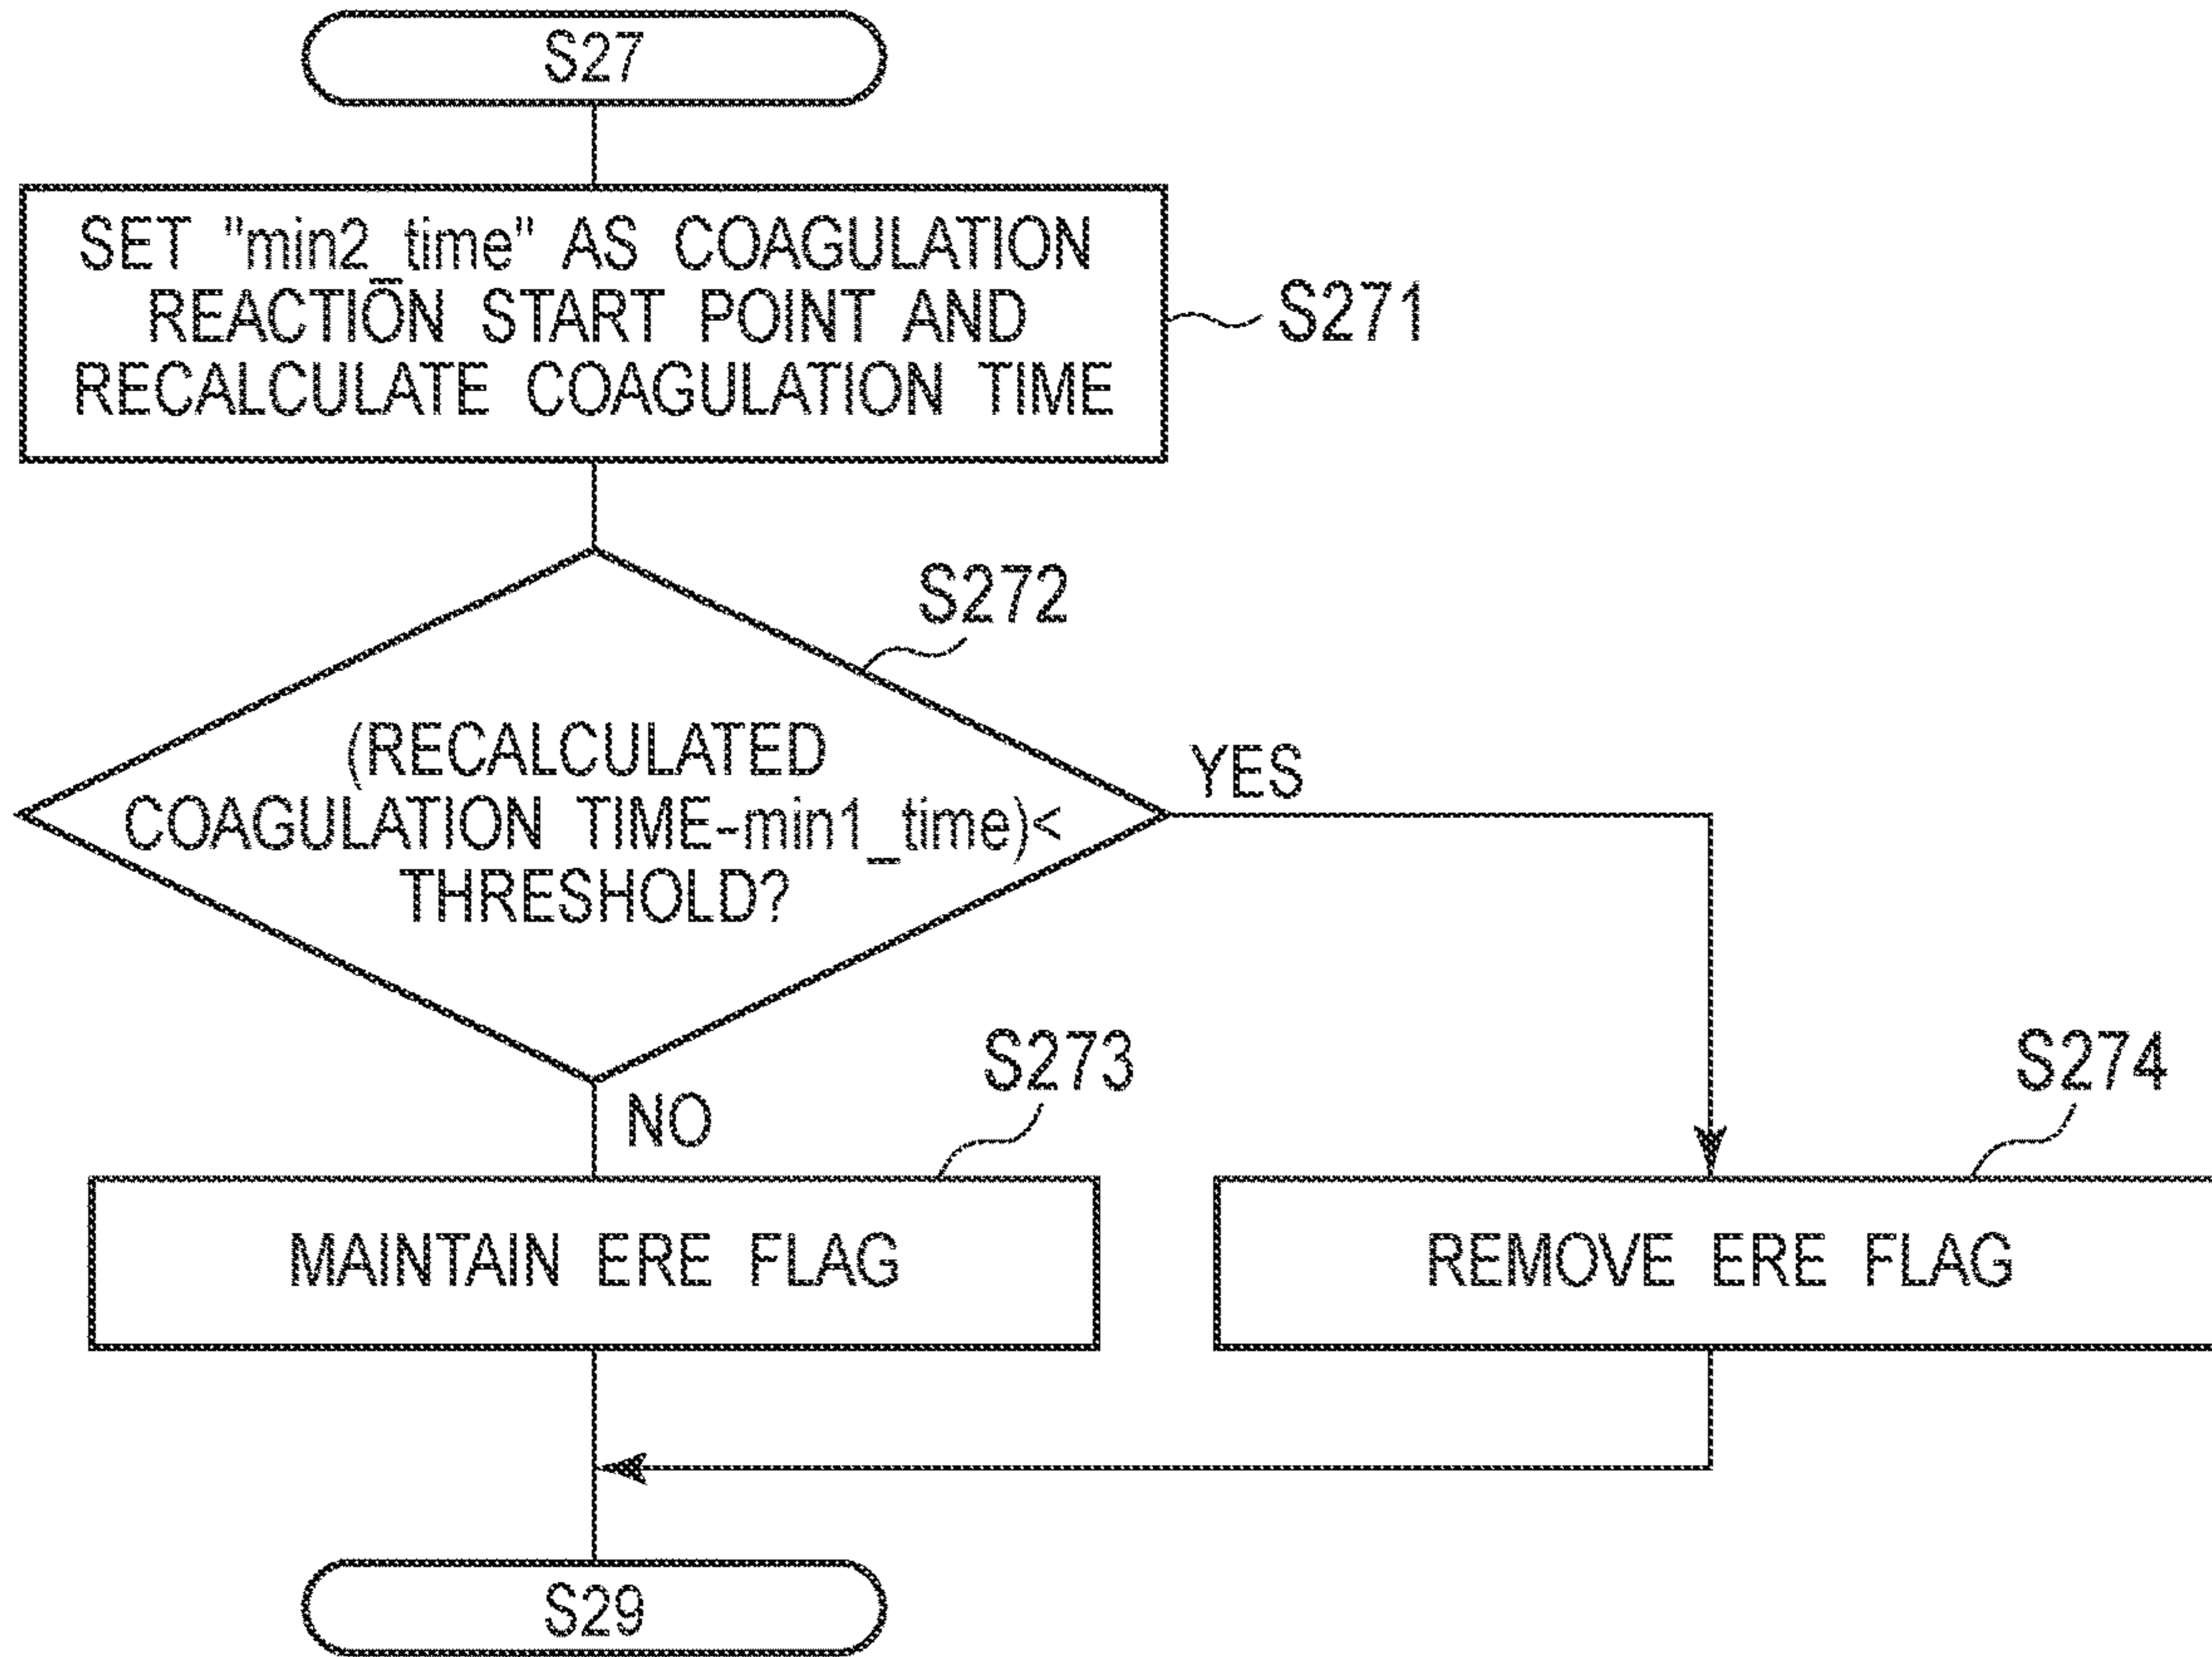 S27
SET "min2_time" AS COAGULATION
REACTION START POINT AND
RECALCULATE COAGULATION TIME
S271
S272
(RECALCULATED
COAGULATION TIME-min1_time)<
THRESHOLD?
YES
NO
S273
MAINTAIN ERE FLAG
S274
REMOVE ERE FLAG
S29